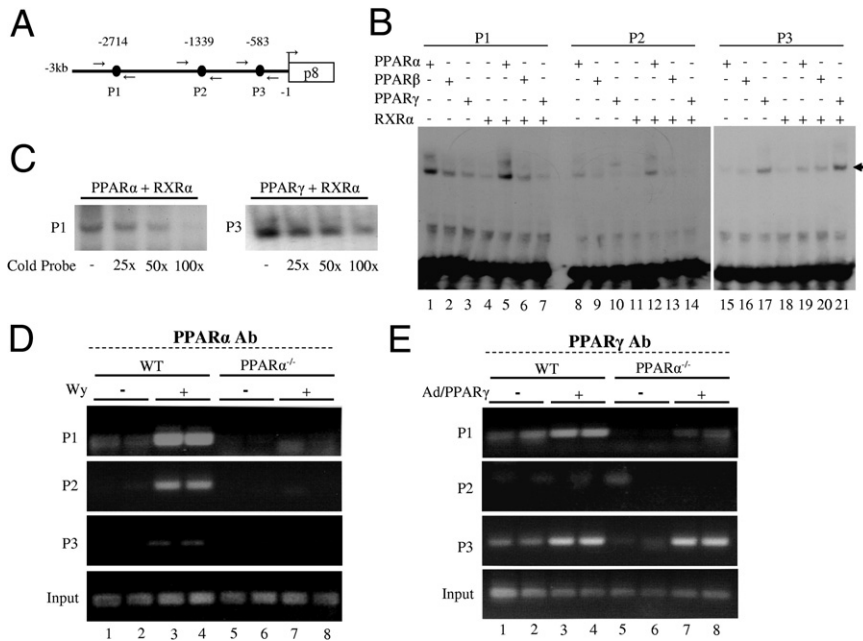 A
-2714 -1339 -583
-3kb p8
P1 P2 P3 -1
B
P1 P2 P3
PPARα + - - - + - - + - - - + - - + - - - + - -
PPARβ - + - - - + - - + - - - + - - + - - - + -
PPARγ - - + - - - + - - + - - - + - - + - - - +
RXRα - - - + + + + - - - + + + + - - - + + + +
1 2 3 4 5 6 7 8 9 10 11 12 13 14 15 16 17 18 19 20 21
C
PPARα + RXRα PPARγ + RXRα
P1 P3
Cold Probe - 25x 50x 100x - 25x 50x 100x
D
PPARα Ab
WT PPARα-/-
Wy - + - +
P1
P2
P3
Input
1 2 3 4 5 6 7 8
E
PPARγ Ab
WT PPARα-/-
Ad/PPARγ - + - +
P1
P2
P3
Input
1 2 3 4 5 6 7 8